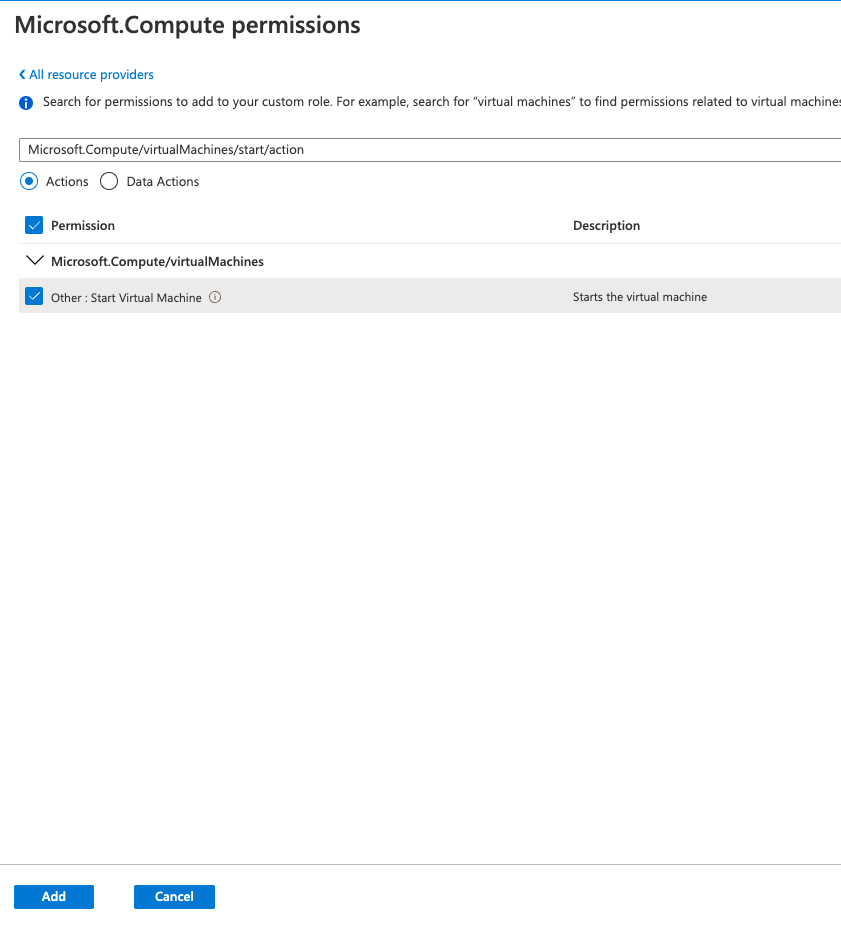 Microsoft.Compute permissions
All resource providers
Search for permissions to add to your custom role. For example, search for “virtual machines” to find permissions related to virtual machines
Microsoft.Compute/virtualMachines/start/action
Actions Data Actions
Permission Description
Microsoft.Compute/virtualMachines
Other : Start Virtual Machine Starts the virtual machine
Add Cancel